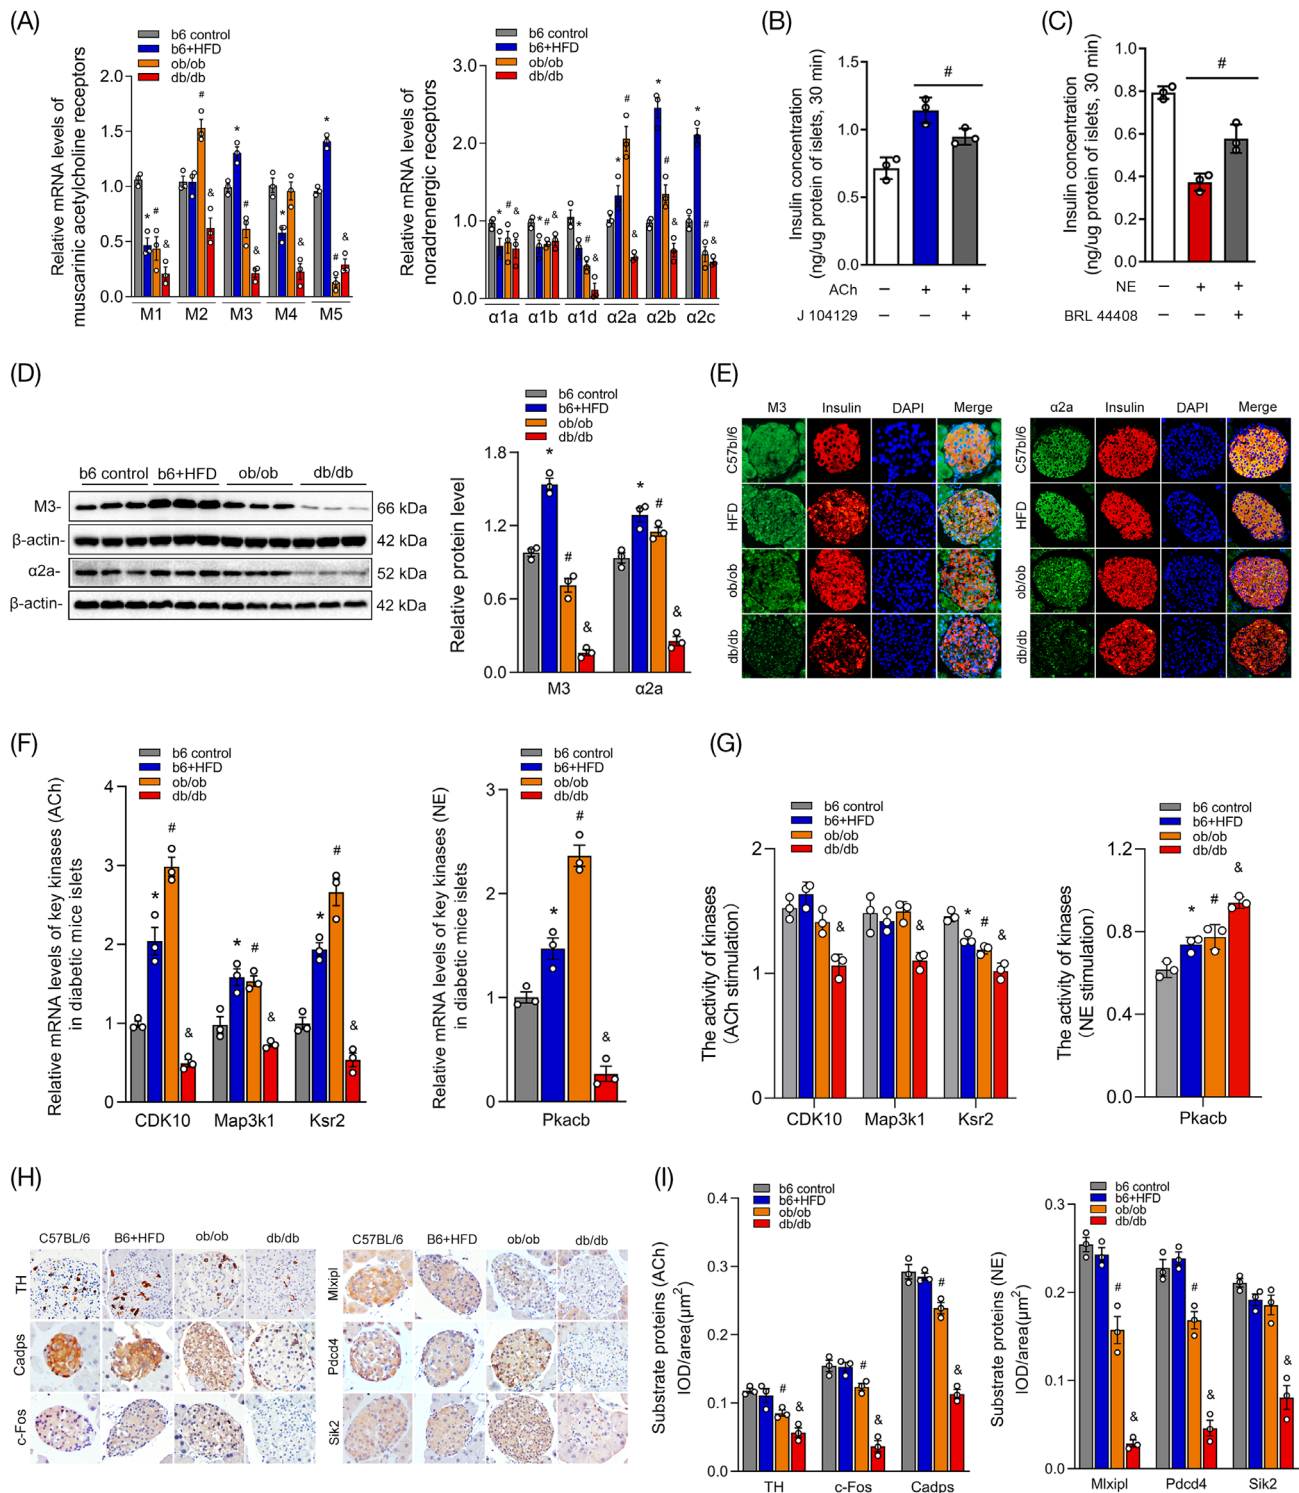 (A)
b6 control
b6+HFD
ob/ob
db/db
Relative mRNA levels of
muscarinic acetylcholine receptors
2.0
1.5
1.0
0.5
0.0
* # & # & * # & * & * # &
M1 M2 M3 M4 M5
b6 control
b6+HFD
ob/ob
db/db
Relative mRNA levels of
noradrenergic receptors
3.0
2.0
1.0
0.0
* # & * # & * # & * # & * # & * # &
α1a α1b α1d α2a α2b α2c
(B)
Insulin concentration
(ng/ug protein of islets, 30 min)
1.5
1.0
0.5
0.0
#
ACh − + +
J 104129 − − +
(C)
Insulin concentration
(ng/ug protein of islets, 30 min)
1.0
0.8
0.6
0.4
0.2
0.0
#
NE − + +
BRL 44408 − − +
(D)
b6 control b6+HFD ob/ob db/db
M3- 66 kDa
β-actin- 42 kDa
α2a- 52 kDa
β-actin- 42 kDa
b6 control
b6+HFD
ob/ob
db/db
Relative protein level
1.8
1.2
0.6
0.0
* # & * # &
M3 α2a
(E)
M3 Insulin DAPI Merge
C57bl/6
HFD
ob/ob
db/db
α2a Insulin DAPI Merge
C57bl/6
HFD
ob/ob
db/db
(F)
b6 control
b6+HFD
ob/ob
db/db
Relative mRNA levels of key kinases (ACh)
in diabetic mice islets
4
3
2
1
0
* # & * # & * # &
CDK10 Map3k1 Ksr2
b6 control
b6+HFD
ob/ob
db/db
Relative mRNA levels of key kinases (NE)
in diabetic mice islets
3
2
1
0
* # &
Pkacb
(G)
b6 control
b6+HFD
ob/ob
db/db
The activity of kinases
(ACh stimulation)
2
1
0
& & * # &
CDK10 Map3k1 Ksr2
b6 control
b6+HFD
ob/ob
db/db
The activity of kinases
(NE stimulation)
1.2
0.8
0.4
0.0
* # &
Pkacb
(H)
C57BL/6 B6+HFD ob/ob db/db
TH
Cadps
c-Fos
C57BL/6 B6+HFD ob/ob db/db
Mlxipl
Pdcd4
Sik2
(I)
b6 control
b6+HFD
ob/ob
db/db
Substrate proteins (ACh)
IOD/area(μm²)
0.4
0.3
0.2
0.1
0.0
# & # & # &
TH c-Fos Cadps
b6 control
b6+HFD
ob/ob
db/db
Substrate proteins (NE)
IOD/area(μm²)
0.3
0.2
0.1
0.0
# & # & &
Mlxipl Pdcd4 Sik2